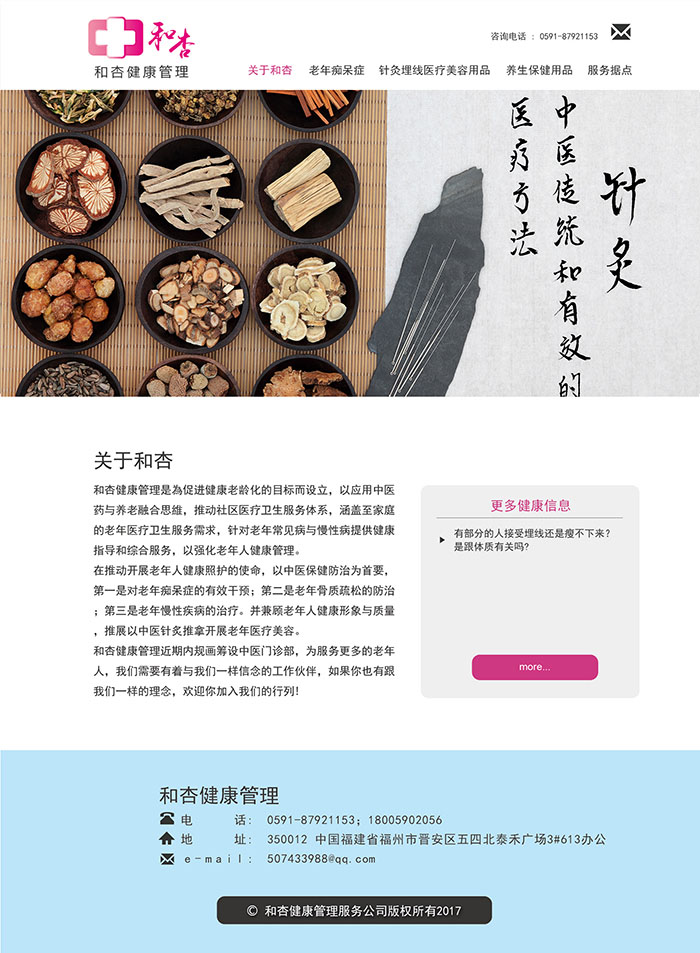 和杏
和杏健康管理
咨询电话 : 0591-87921153
关于和杏 老年痴呆症 针灸埋线医疗美容用品 养生保健用品 服务据点
针灸
中医传统和有效的
医疗方法
关于和杏
和杏健康管理是為促进健康老龄化的目标而设立，以应用中医
药与养老融合思维，推动社区医疗卫生服务体系，涵盖至家庭
的老年医疗卫生服务需求，针对老年常见病与慢性病提供健康
指导和综合服务，以强化老年人健康管理。
在推动开展老年人健康照护的使命，以中医保健防治为首要，
第一是对老年痴呆症的有效干预；第二是老年骨质疏松的防治
；第三是老年慢性疾病的治疗。并兼顾老年人健康形象与质量
，推展以中医针灸推拿开展老年医疗美容。
和杏健康管理近期内规画筹设中医门诊部，为服务更多的老年
人，我们需要有着与我们一样信念的工作伙伴，如果你也有跟
我们一样的理念，欢迎你加入我们的行列!
更多健康信息
有部分的人接受埋线还是瘦不下来?
是跟体质有关吗?
more...
和杏健康管理
电 话: 0591-87921153；18005902056
地 址: 350012 中国福建省福州市晋安区五四北泰禾广场3#613办公
e-mail: 507433988@qq.com
© 和杏健康管理服务公司版权所有2017